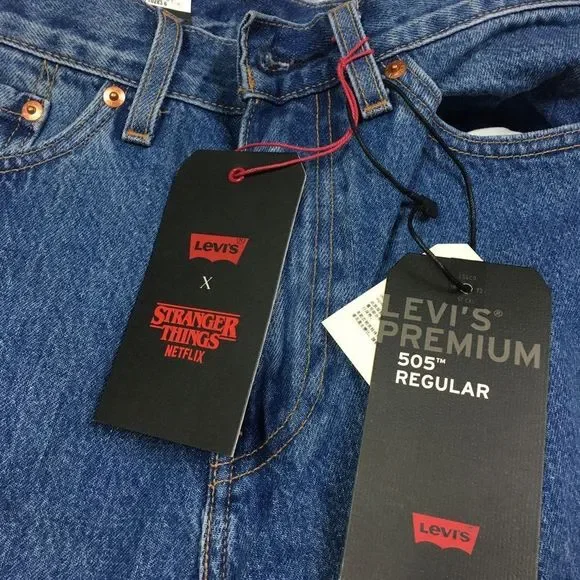 Levi's
X
STRANGER
THINGS
NETFLIX
LEVI'S®
PREMIUM
505™
REGULAR
Levi's